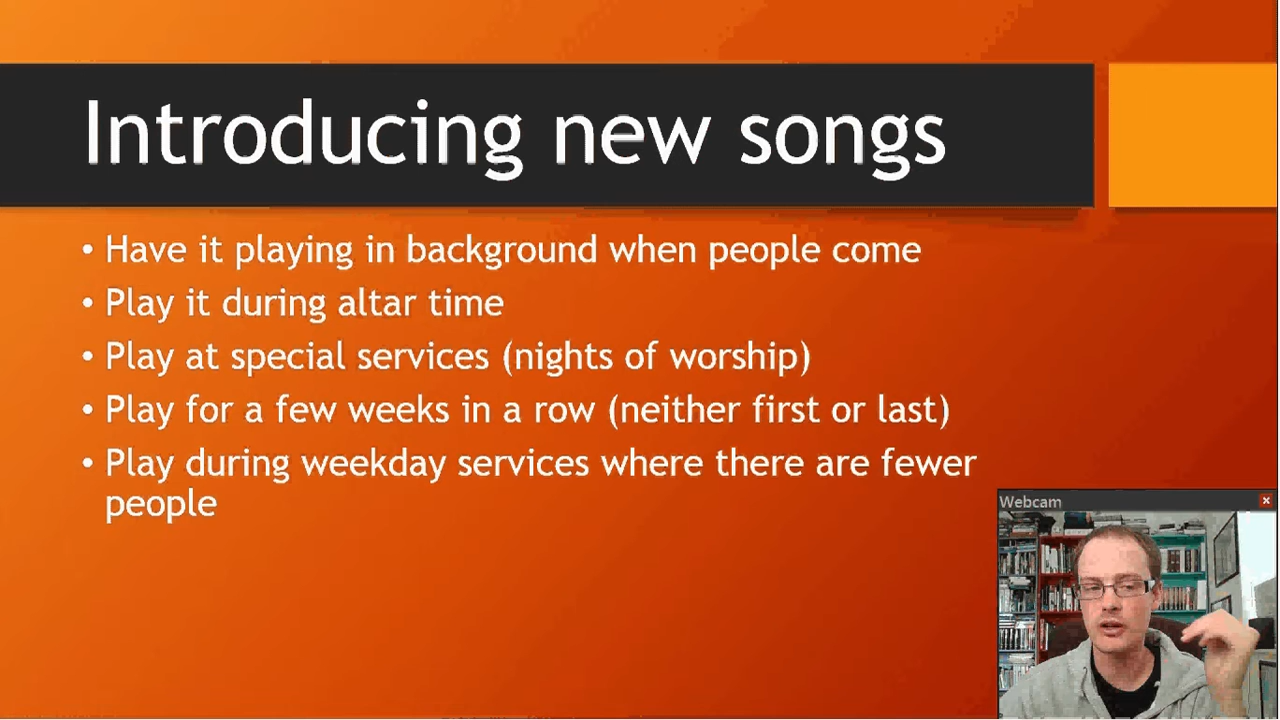 Introducing new songs
• Have it playing in background when people come
• Play it during altar time
• Play at special services (nights of worship)
• Play for a few weeks in a row (neither first or last)
• Play during weekday services where there are fewer
people
Webcam